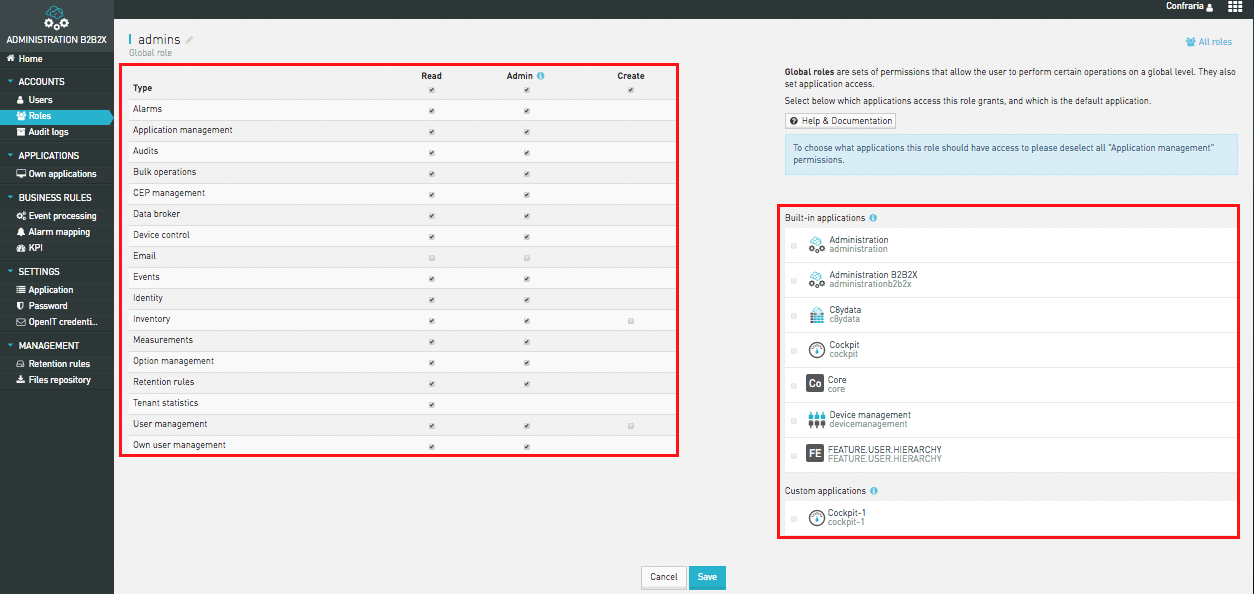 Confraria
ADMINISTRATION B2B2X
Home
ACCOUNTS
Users
Roles
Audit logs
APPLICATIONS
Own applications
BUSINESS RULES
Event processing
Alarm mapping
KPI
SETTINGS
Application
Password
OpenIT credenti...
MANAGEMENT
Retention rules
Files repository
admins
Global role
All roles
Type Read Admin Create
Alarms
Application management
Audits
Bulk operations
CEP management
Data broker
Device control
Email
Events
Identity
Inventory
Measurements
Option management
Retention rules
Tenant statistics
User management
Own user management
Global roles are sets of permissions that allow the user to perform certain operations on a global level. They also
set application access.
Select below which applications access this role grants, and which is the default application.
Help & Documentation
To choose what applications this role should have access to please deselect all "Application management"
permissions.
Built-in applications
Administration
administration
Administration B2B2X
administrationb2b2x
C8ydata
c8ydata
Cockpit
cockpit
Co
Core
core
Device management
devicemanagement
FE
FEATURE.USER.HIERARCHY
FEATURE.USER.HIERARCHY
Custom applications
Cockpit-1
cockpit-1
Cancel
Save